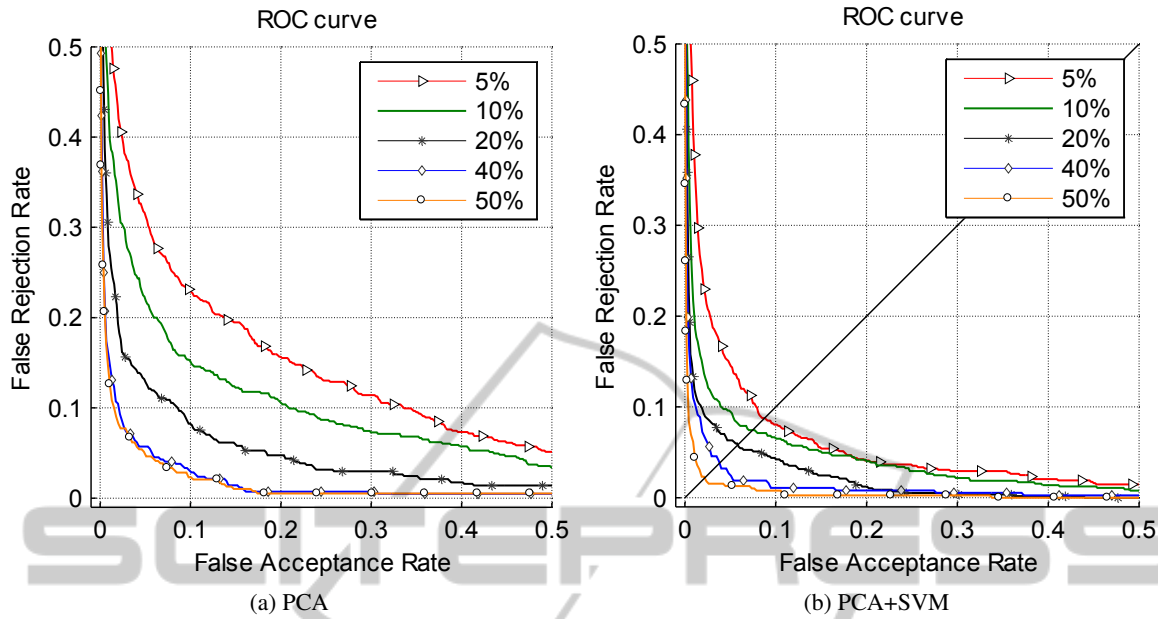 ROC curve
0.5
0.4
0.3
0.2
0.1
0
False Rejection Rate
5%
10%
20%
40%
50%
0 0.1 0.2 0.3 0.4 0.5
False Acceptance Rate
(a) PCA
ROC curve
0.5
0.4
0.3
0.2
0.1
0
False Rejection Rate
5%
10%
20%
40%
50%
0 0.1 0.2 0.3 0.4 0.5
False Acceptance Rate
(b) PCA+SVM
SCITEPRESS